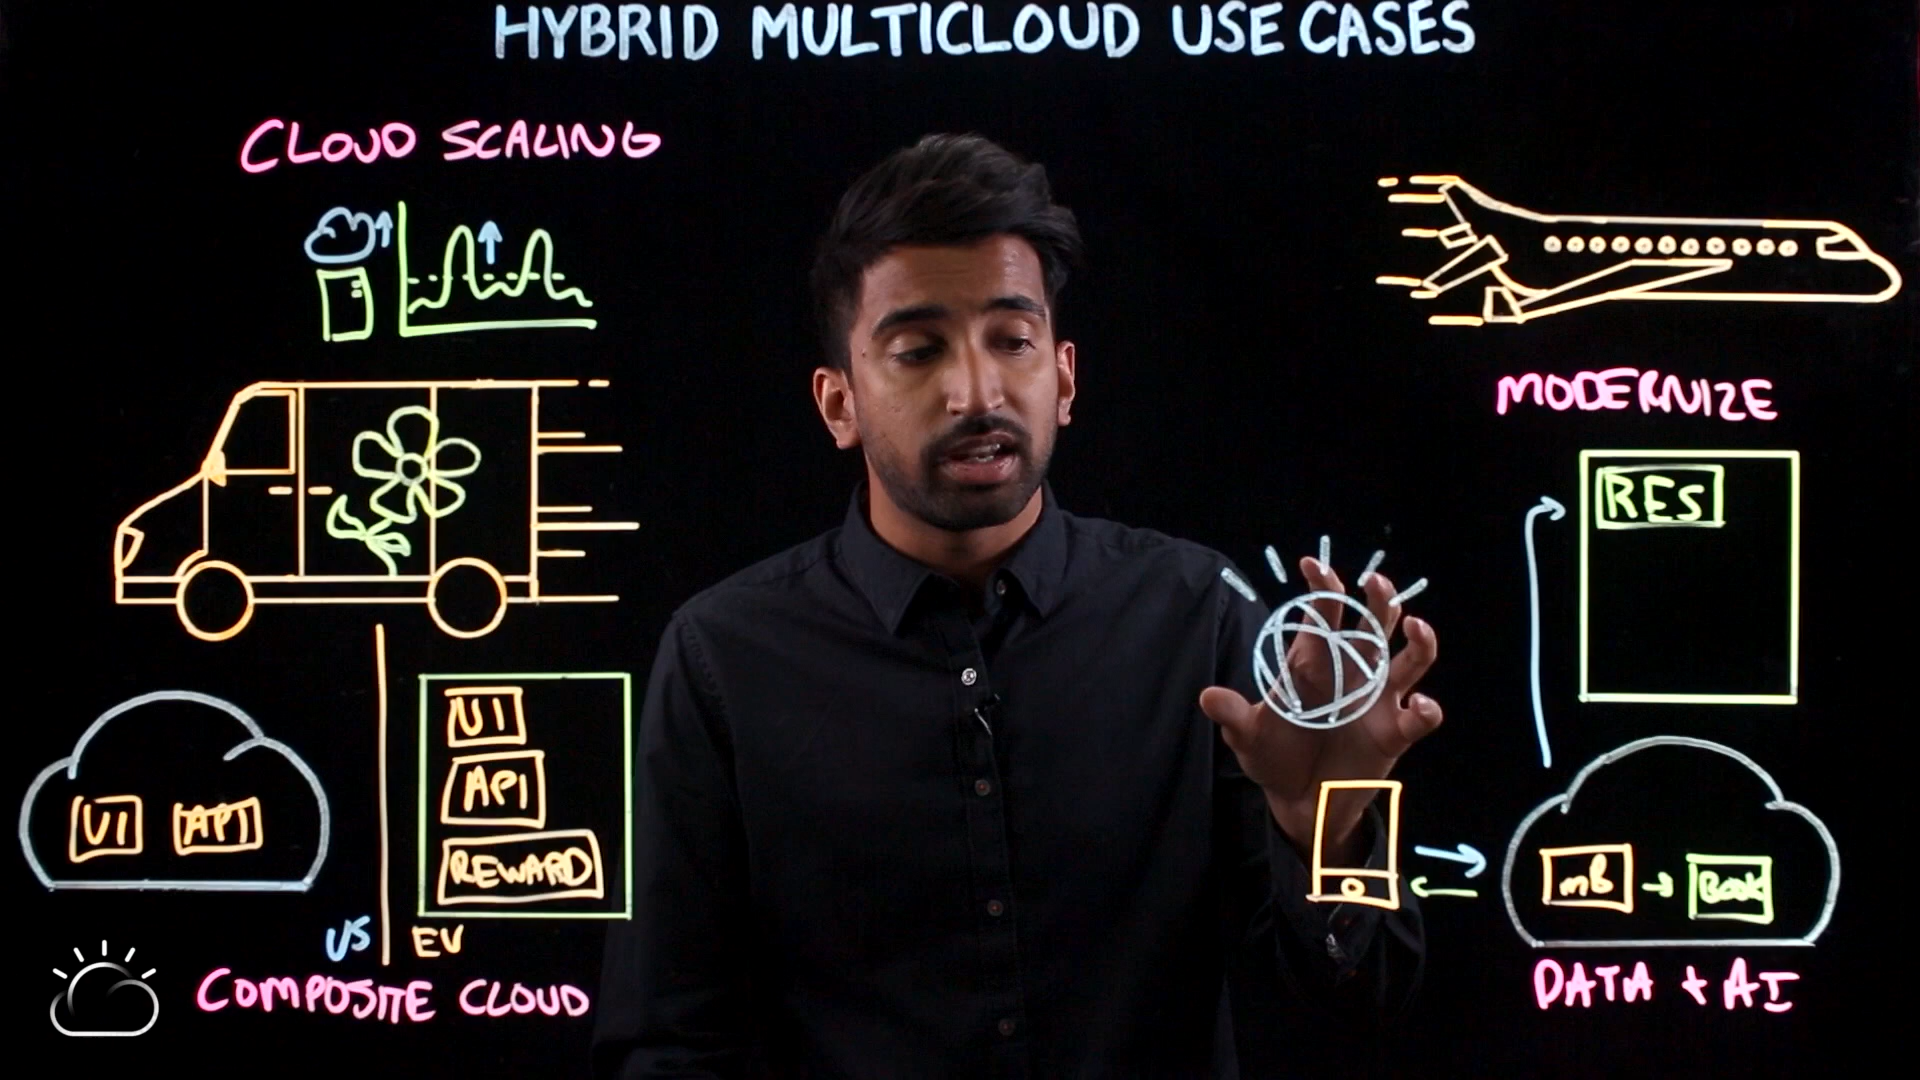 HYBRID MULTICLOUD USE CASES
CLOUD SCALING
MODERNIZE
RES
UI
API
REWARD
UI
API
mB
BOOK
US
EU
COMPOSITE CLOUD
DATA + AI